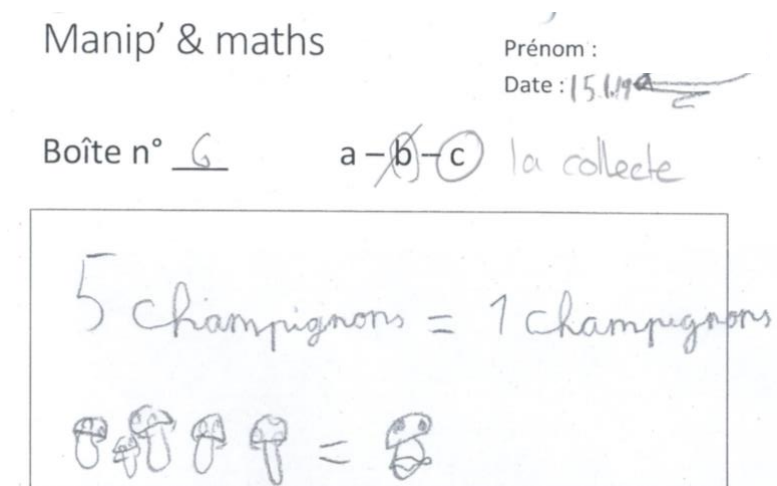 Manip' & maths
Prénom :
Date : 15.1.19
Boîte n° 6 a – b – c la collecte
5 champignons = 1 champignons
=